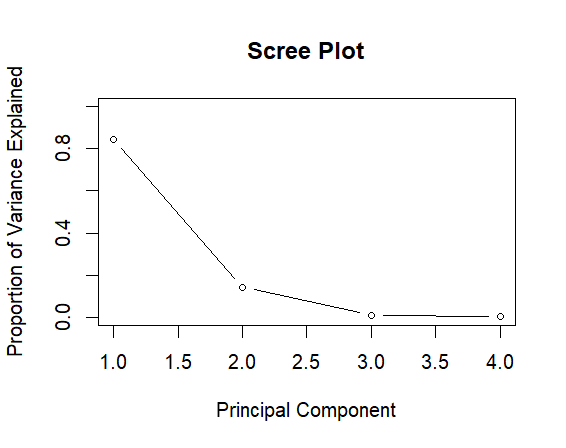 Scree Plot
Proportion of Variance Explained
0.8
0.4
0.0
1.0 1.5 2.0 2.5 3.0 3.5 4.0
Principal Component